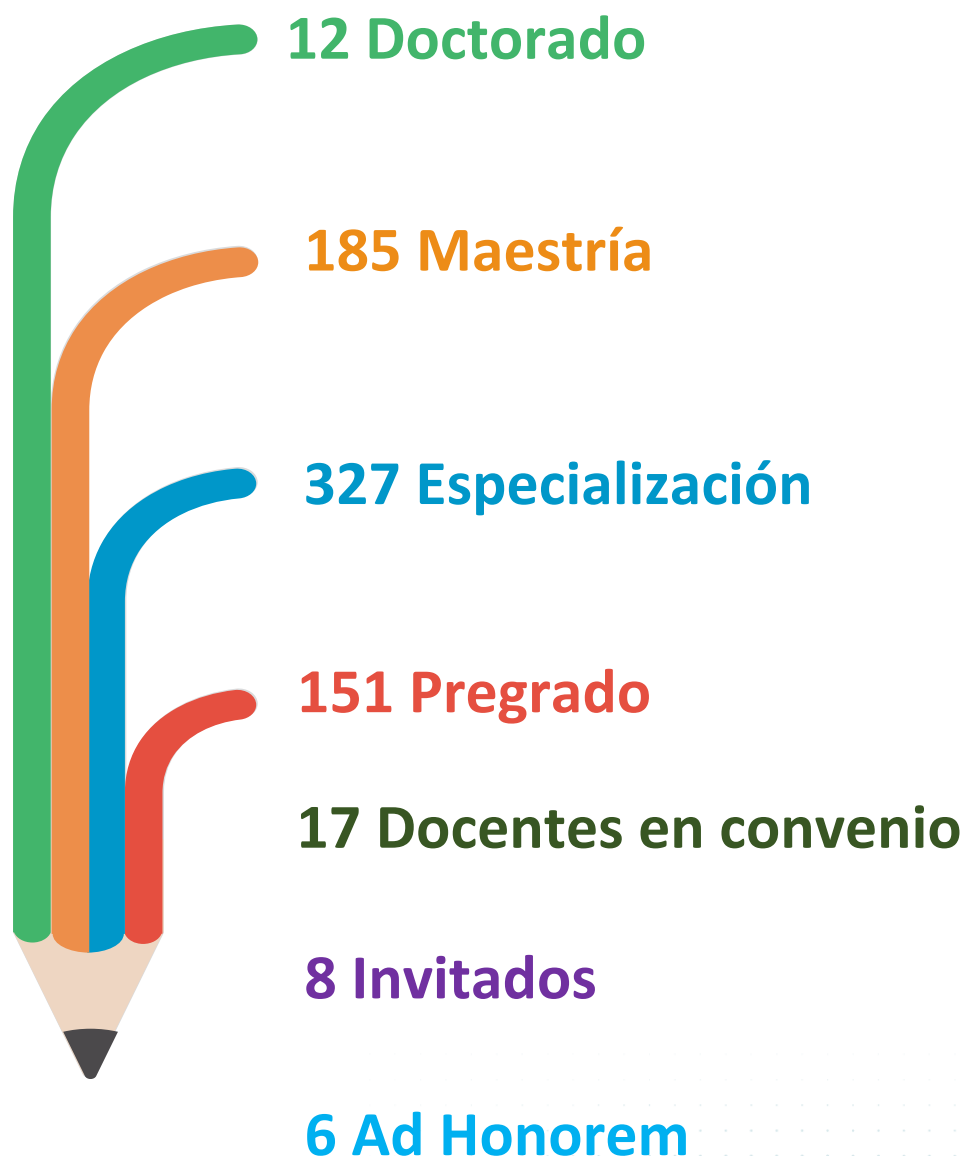 12 Doctorado
185 Maestría
327 Especialización
151 Pregrado
17 Docentes en convenio
8 Invitados
6 Ad Honorem